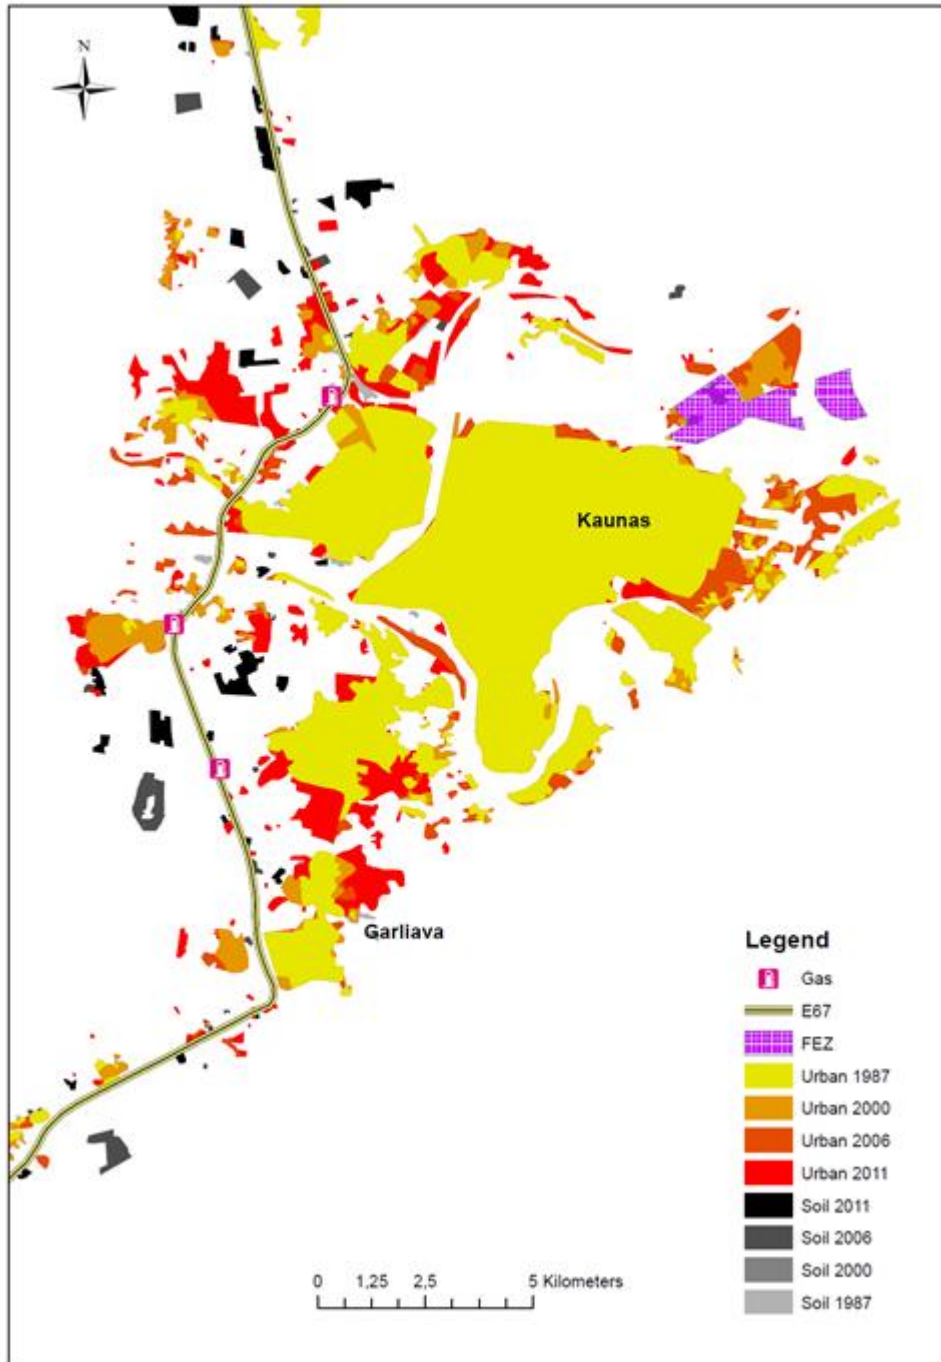 N
Kaunas
Garliava
Legend
Gas
E67
FEZ
Urban 1987
Urban 2000
Urban 2006
Urban 2011
Soil 2011
Soil 2006
Soil 2000
Soil 1987
0 1,25 2,5 5 Kilometers